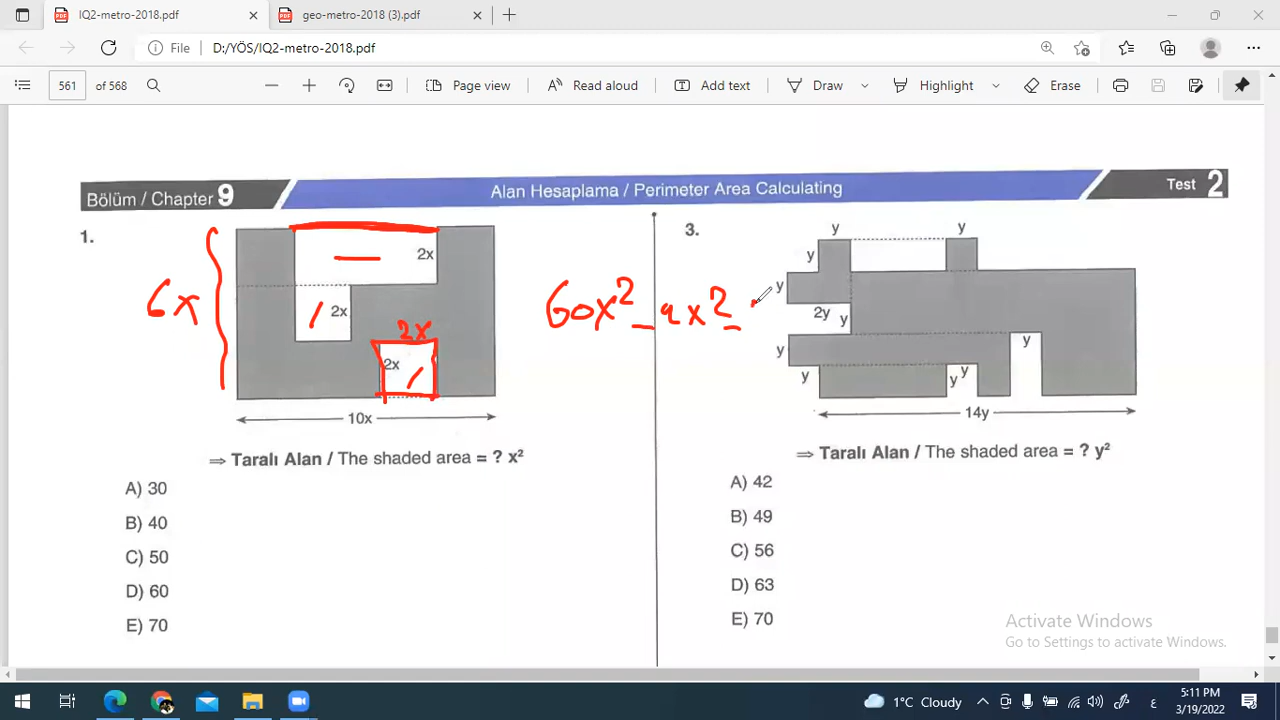 IQ2-metro-2018.pdf
geo-metro-2018 (3).pdf
File D:/YÖS/IQ2-metro-2018.pdf
561 of 568
Page view
Read aloud
Add text
Draw
Highlight
Erase
Bölüm / Chapter 9
Alan Hesaplama / Perimeter Area Calculating
Test 2
1.
2x
2x
2x
2x
6x
10x
⇒ Taralı Alan / The shaded area = ? x²
A) 30
B) 40
C) 50
D) 60
E) 70
60x² -
x² -
3.
y
y
y
y
2y
y
y
y
y
y
y
14y
⇒ Taralı Alan / The shaded area = ? y²
A) 42
B) 49
C) 56
D) 63
E) 70
Activate Windows
Go to Settings to activate Windows.
1°C Cloudy
ع
5:11 PM
3/19/2022